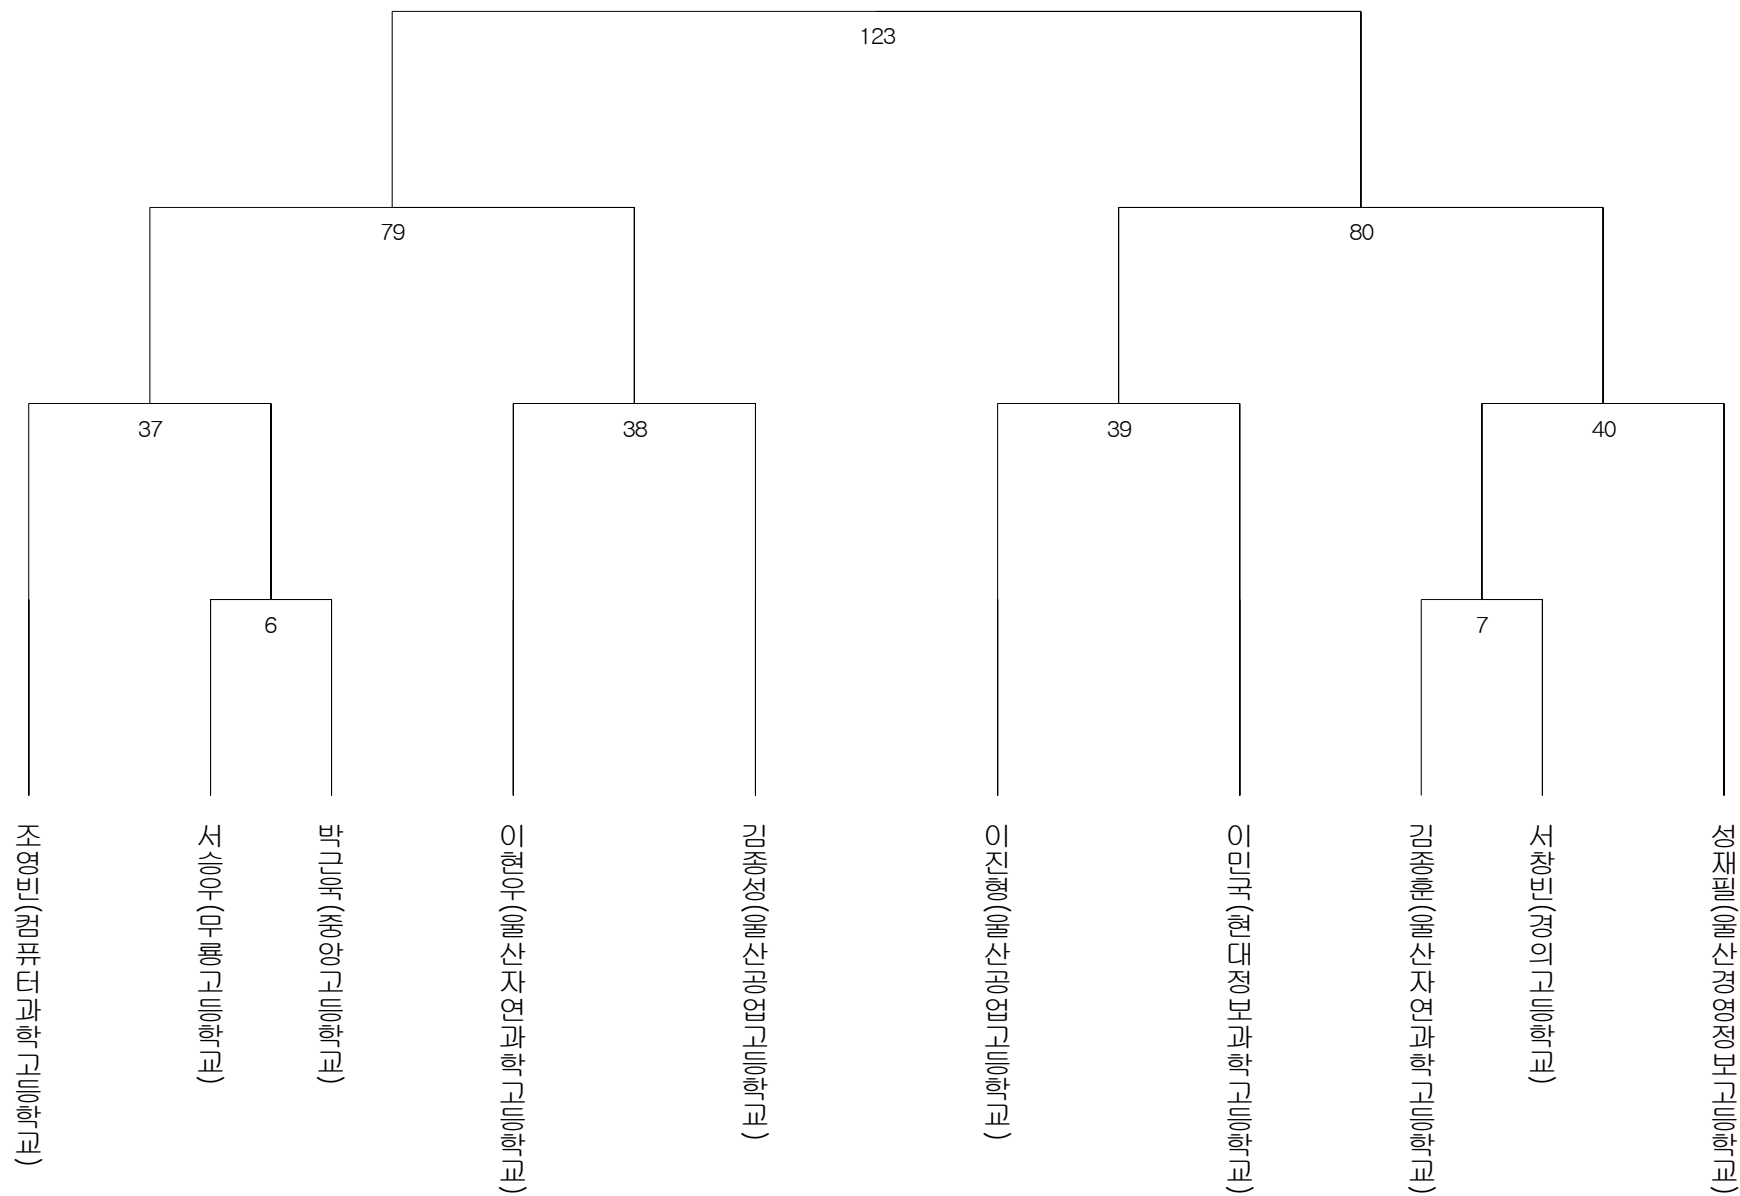 123
79
80
37
38
39
40
6
7
조영빈(컴퓨터과학고등학교)
서승우(무룡고등학교)
박근욱(중앙고등학교)
이현우(울산자연과학고등학교)
김종성(울산공업고등학교)
이진형(울산공업고등학교)
이민국(현대정보과학고등학교)
김종훈(울산자연과학고등학교)
서창빈(경의고등학교)
성재필(울산경영정보고등학교)